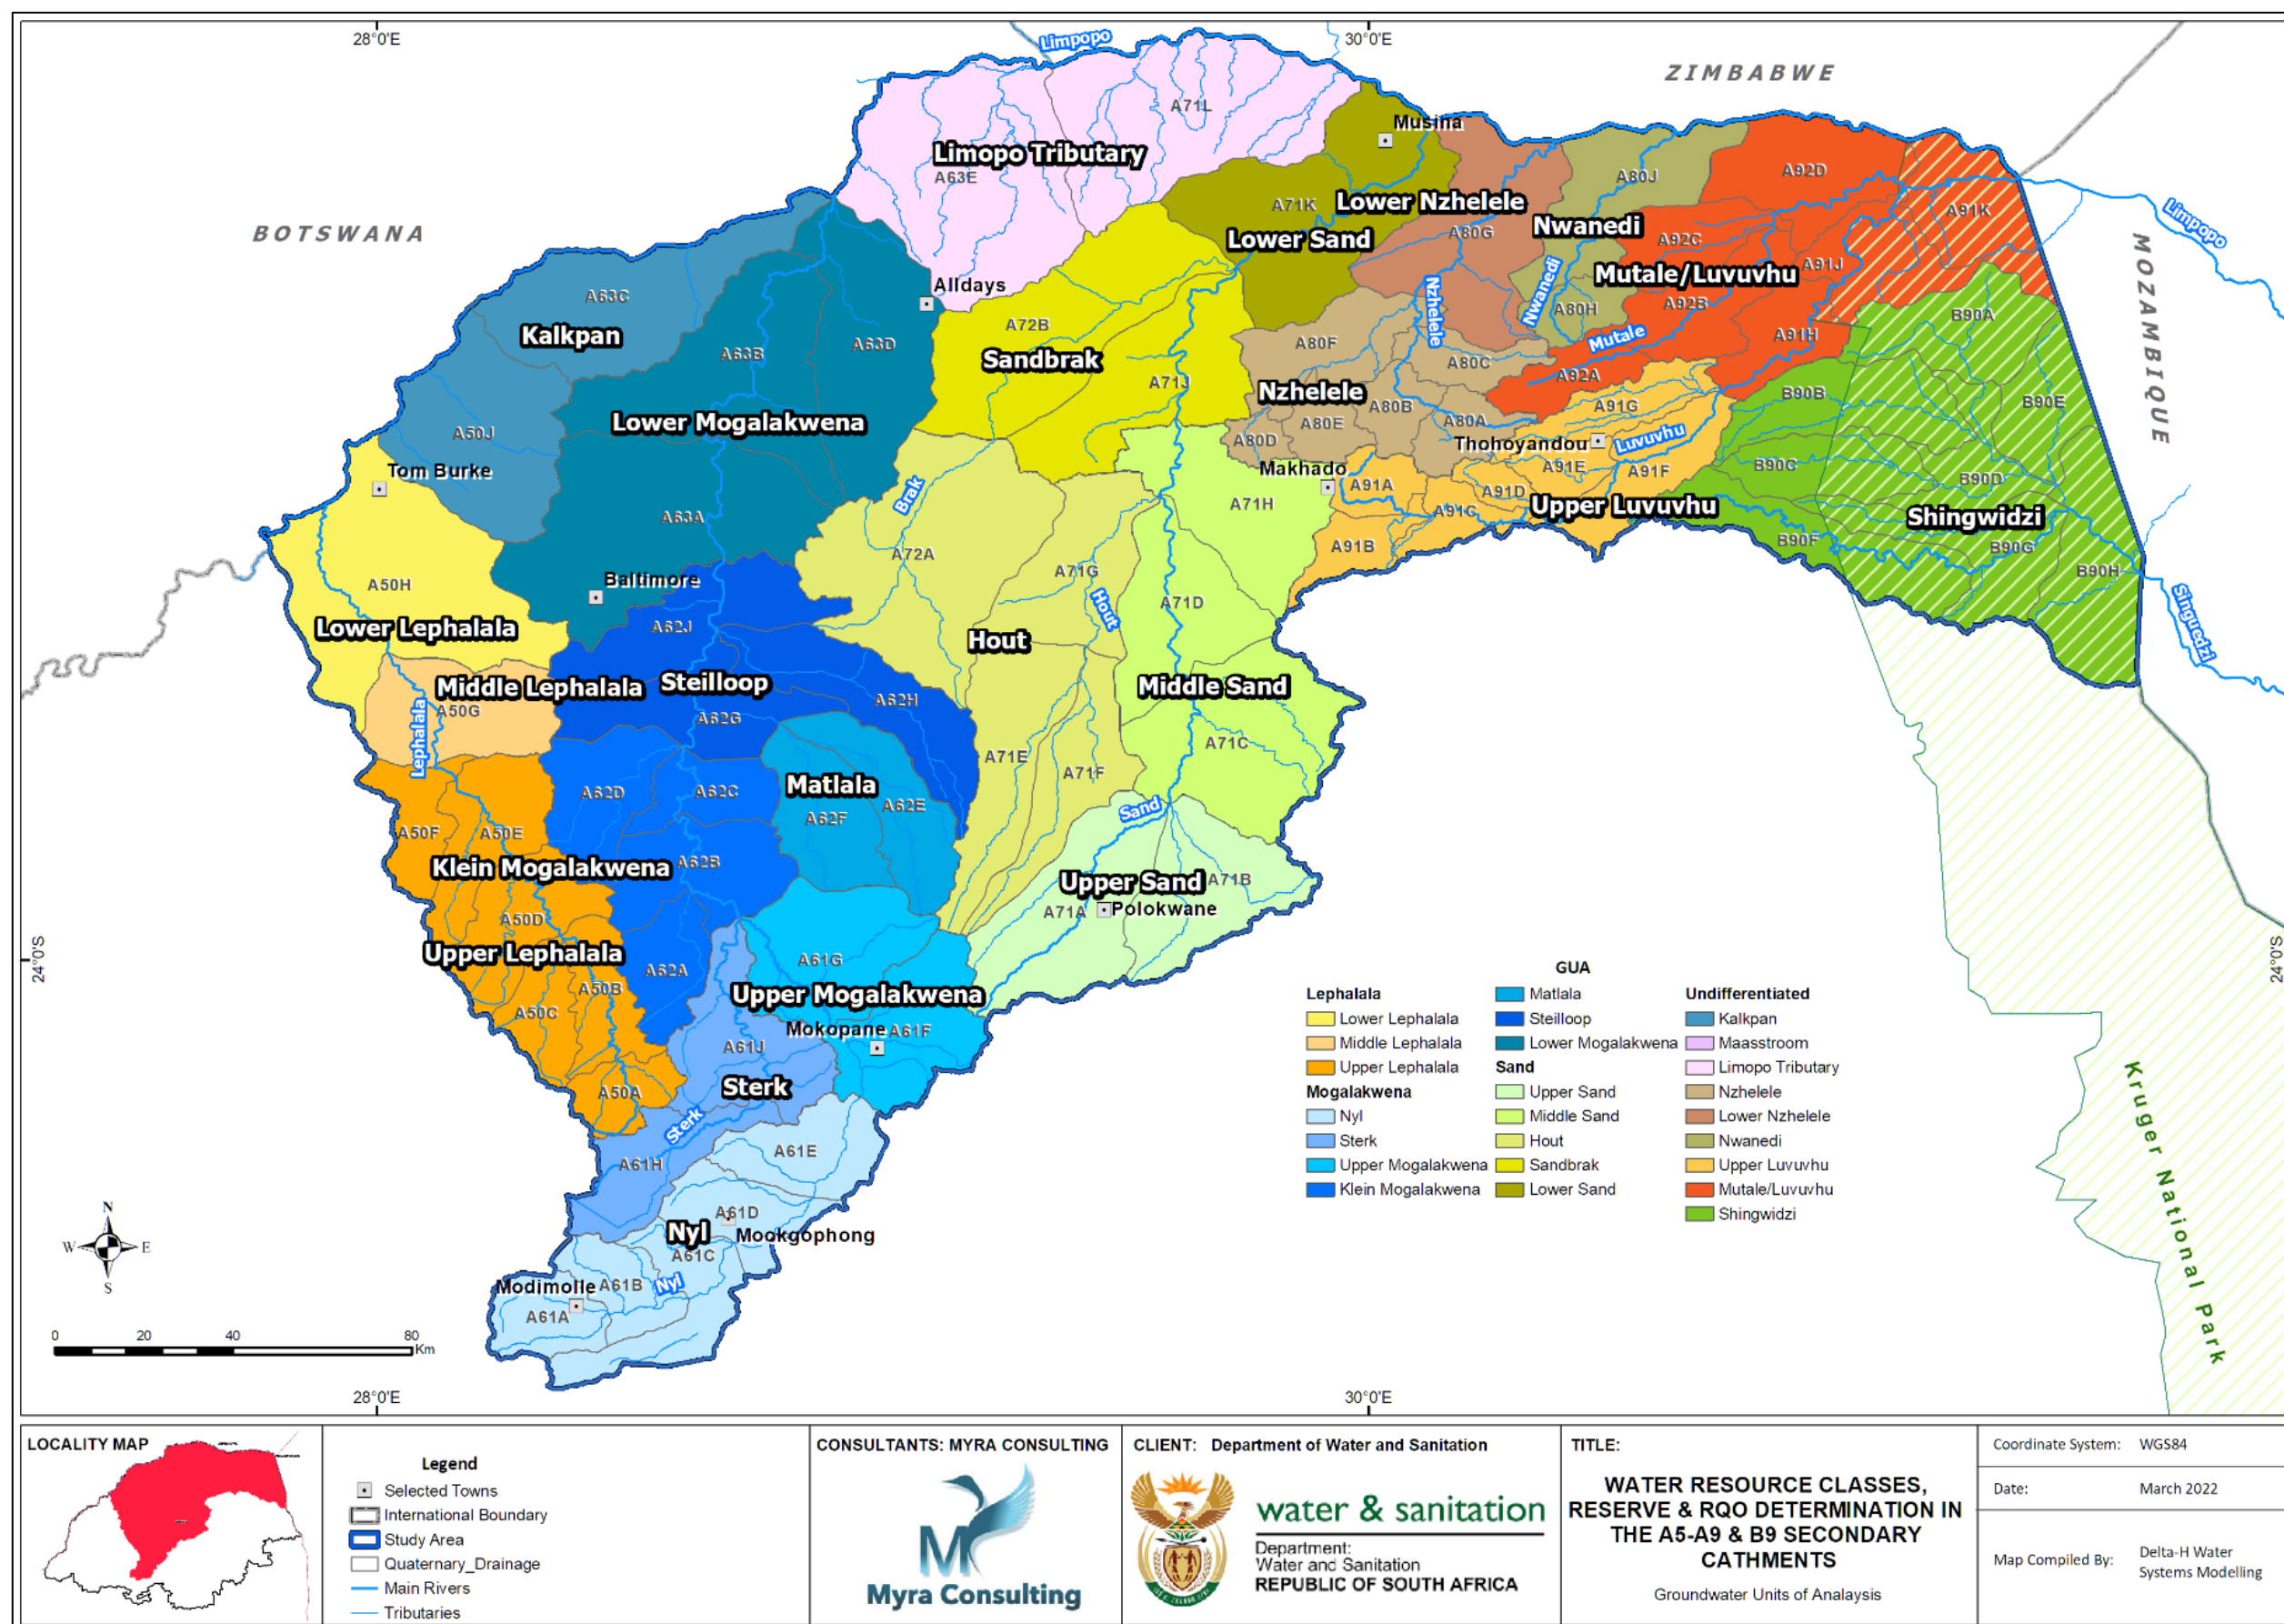 28°0'E
30°0'E
Limpopo
ZIMBABWE
A71L
Musina
Limopo Tributary
A63E
A80J
A92D
A71K
Lower Nzhelele
A91K
Limpopo
BOTSWANA
Lower Sand
A80G
Nwanedi
A92C
MOZAMBIQUE
Mutale/Luvuvhu
A91J
Alldays
Nwanedi
A63C
Nzhelele
A80H
A92B
B90A
A72B
Kalkpan
A63B
A63D
A80F
Mutale
A91H
Sandbrak
A80C
A71J
A92A
Nzhelele
B90B
B90E
A80B
A91G
Lower Mogalakwena
A80E
A80A
A50J
A80D
Thohoyandou
Luvuvhu
Tom Burke
Makhado
A91E
A91F
B90C
B90D
A91A
A91D
Brak
A71H
A91C
Upper Luvuvhu
A63A
Shingwidzi
A72A
A91B
B90F
B90G
A71G
B90H
A50H
Baltimore
Hout
A71D
Singuedzi
Lower Lephalala
A62J
Hout
Middle Lephalala
Steilloop
Middle Sand
A50G
A62H
Lephalala
A62G
A71C
A71E
A71F
Matlala
A62D
A62C
A62E
Sand
A62F
A50F
A50E
Klein Mogalakwena
A62B
Upper Sand
A71B
A71A
Polokwane
A50D
24°0'S
24°0'S
Upper Lephalala
A62A
A61G
A50B
Upper Mogalakwena
A50C
Mokopane
A61F
A61J
Sterk
A50A
Sterk
A61E
A61H
A61D
Nyl
Mookgophong
A61C
Modimolle
A61B
Nyl
A61A
Kruger National Park
GUA
Lephalala
Lower Lephalala
Middle Lephalala
Upper Lephalala
Mogalakwena
Nyl
Sterk
Upper Mogalakwena
Klein Mogalakwena
Matlala
Steilloop
Lower Mogalakwena
Sand
Upper Sand
Middle Sand
Hout
Sandbrak
Lower Sand
Undifferentiated
Kalkpan
Maasstroom
Limopo Tributary
Nzhelele
Lower Nzhelele
Nwanedi
Upper Luvuvhu
Mutale/Luvuvhu
Shingwidzi
N
W E
S
0 20 40 80
Km
28°0'E
30°0'E
LOCALITY MAP
Legend
Selected Towns
International Boundary
Study Area
Quaternary_Drainage
Main Rivers
Tributaries
CONSULTANTS: MYRA CONSULTING
M
Myra Consulting
CLIENT: Department of Water and Sanitation
water & sanitation
Department:
Water and Sanitation
REPUBLIC OF SOUTH AFRICA
TITLE:
WATER RESOURCE CLASSES,
RESERVE & RQO DETERMINATION IN
THE A5-A9 & B9 SECONDARY
CATHMENTS
Groundwater Units of Analaysis
Coordinate System: WGS84
Date: March 2022
Map Compiled By: Delta-H Water
Systems Modelling